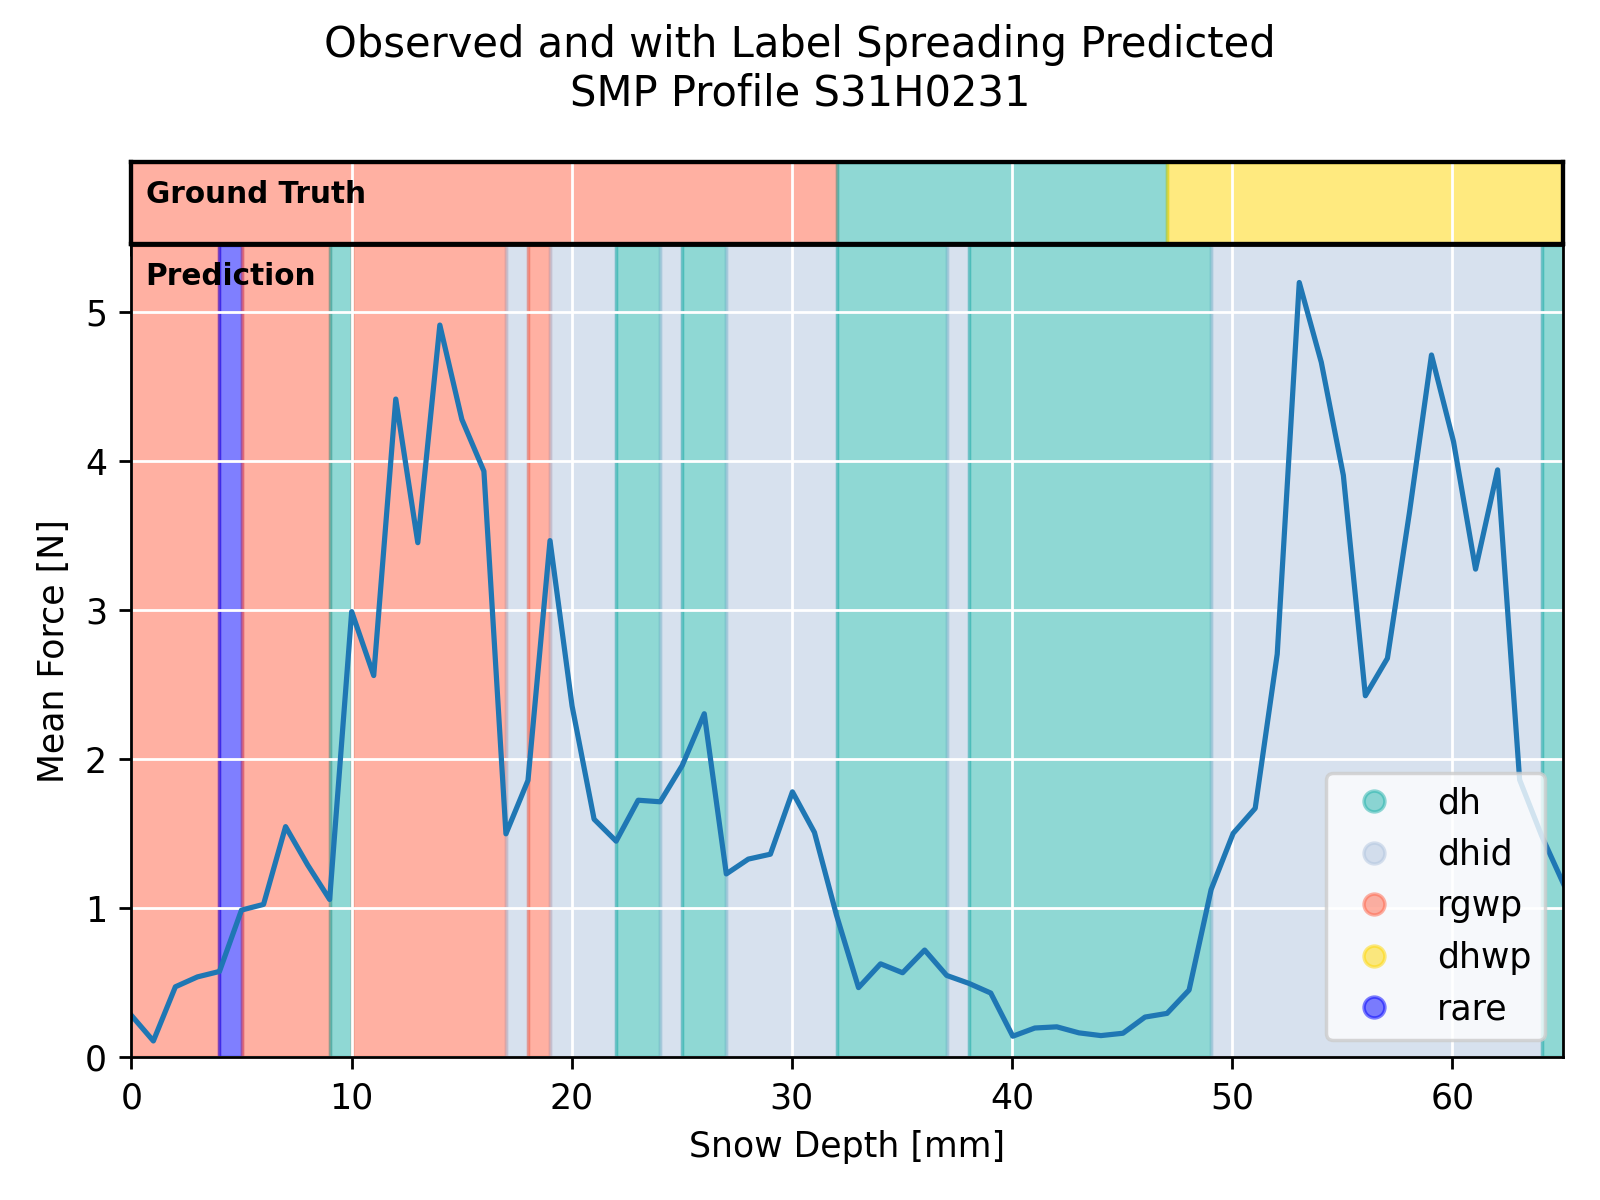 Observed and with Label Spreading Predicted
SMP Profile S31H0231
Ground Truth
Prediction
Mean Force [N]
5
4
3
2
1
0
0 10 20 30 40 50 60
Snow Depth [mm]
dh
dhid
rgwp
dhwp
rare